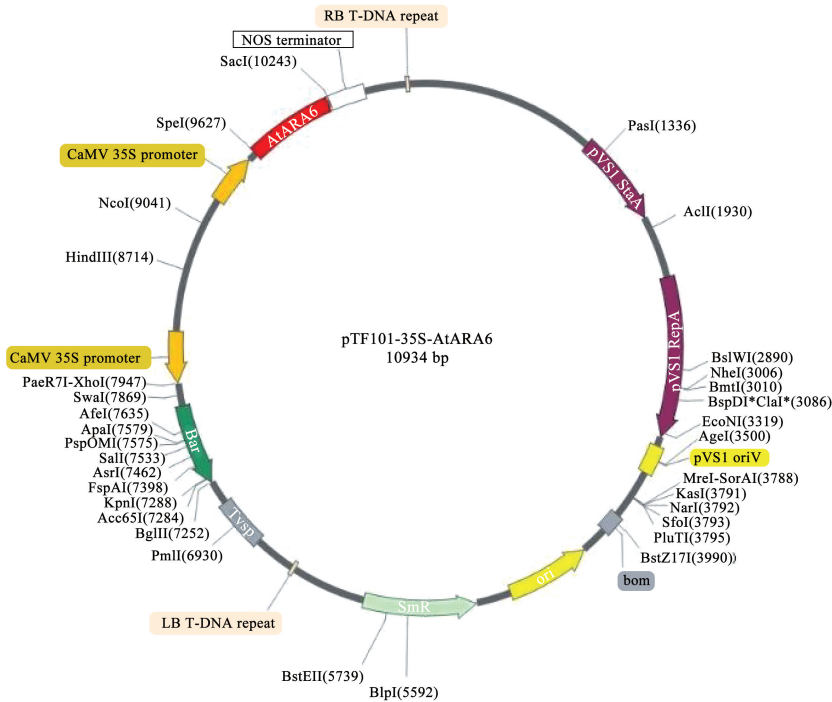 RB T-DNA repeat
NOS terminator
SacI(10243)
AtARA6
SpeI(9627)
CaMV 35S promoter
NcoI(9041)
HindIII(8714)
CaMV 35S promoter
PaeR7I-XhoI(7947)
SwaI(7869)
AfeI(7635)
ApaI(7579)
PspOMI(7575)
SalI(7533)
AsrI(7462)
FspAI(7398)
KpnI(7288)
Acc65I(7284)
BglII(7252)
PmlI(6930)
Bar
Tvsp
LB T-DNA repeat
pTF101-35S-AtARA6
10934 bp
PasI(1336)
pVS1 StaA
AclI(1930)
pVS1 RepA
BslWI(2890)
NheI(3006)
BmtI(3010)
BspDI*ClaI*(3086)
EcoNI(3319)
AgeI(3500)
pVS1 oriV
MreI-SorAI(3788)
KasI(3791)
NarI(3792)
SfoI(3793)
PluTI(3795)
BstZ17I(3990))
bom
ori
SmR
BstEII(5739)
BlpI(5592)